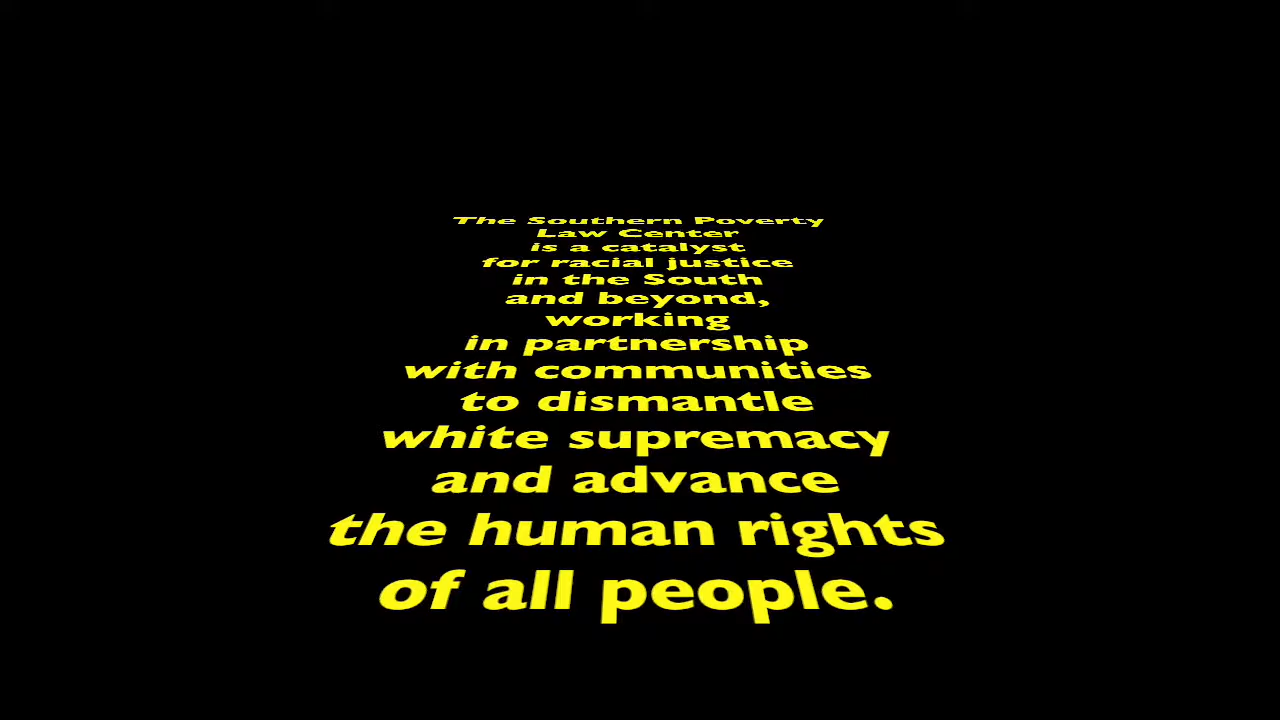 The Southern Poverty
Law Center
is a catalyst
for racial justice
in the South
and beyond,
working
in partnership
with communities
to dismantle
white supremacy
and advance
the human rights
of all people.